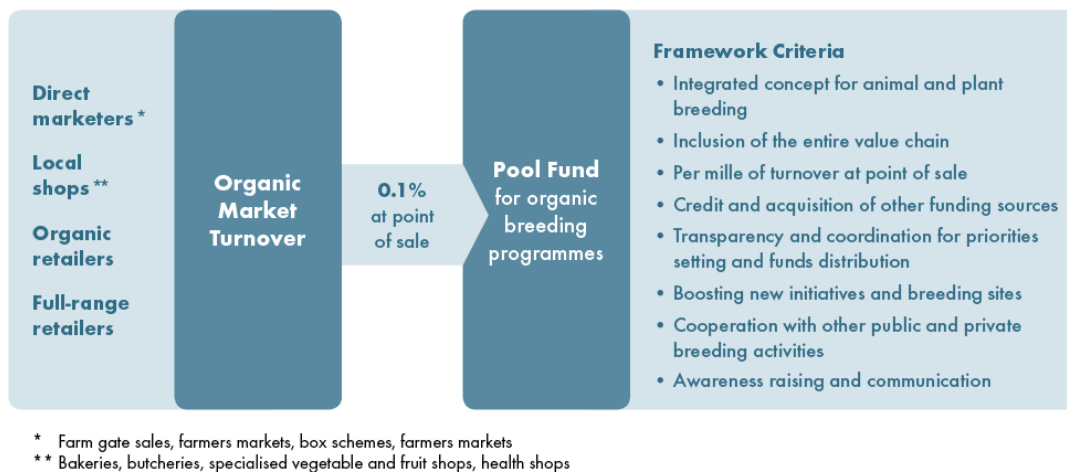 Direct
marketers *
Local
shops **
Organic
retailers
Full-range
retailers
Organic
Market
Turnover
0.1%
at point
of sale
Pool Fund
for organic
breeding
programmes
Framework Criteria
• Integrated concept for animal and plant
breeding
• Inclusion of the entire value chain
• Per mille of turnover at point of sale
• Credit and acquisition of other funding sources
• Transparency and coordination for priorities
setting and funds distribution
• Boosting new initiatives and breeding sites
• Cooperation with other public and private
breeding activities
• Awareness raising and communication
* Farm gate sales, farmers markets, box schemes, farmers markets
** Bakeries, butcheries, specialised vegetable and fruit shops, health shops